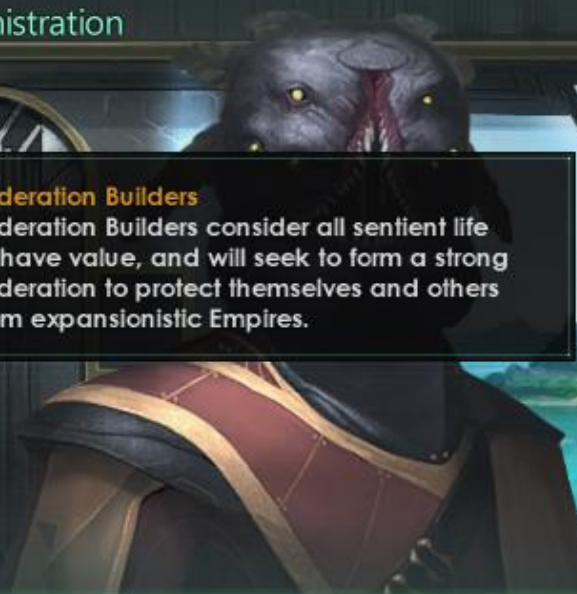 nistration
deration Builders
deration Builders consider all sentient life
have value, and will seek to form a strong
deration to protect themselves and others
m expansionistic Empires.